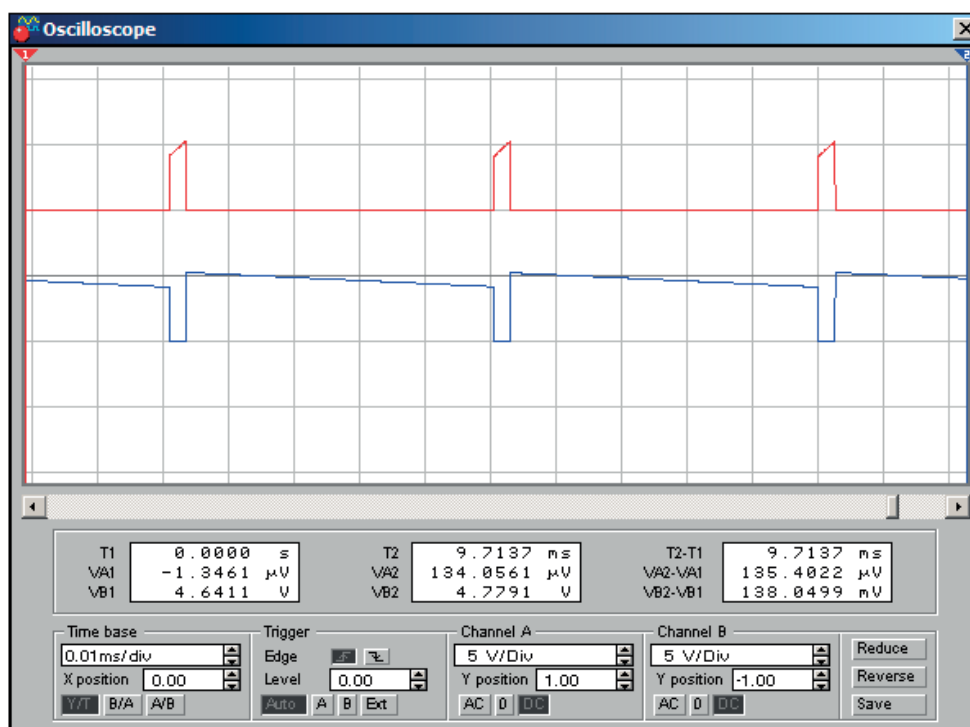 Oscilloscope
1 2
T1 0.0000 s T2 9.7137 ms T2-T1 9.7137 ms
VA1 -1.3461 μV VA2 134.0561 μV VA2-VA1 135.4022 μV
VB1 4.6411 V VB2 4.7791 V VB2-VB1 138.0499 mV
Time base Trigger Channel A Channel B
0.01ms/div Edge 5 V/Div 5 V/Div Reduce
X position 0.00 Level 0.00 Y position 1.00 Y position -1.00 Reverse
Y/T B/A A/B Auto A B Ext AC 0 DC AC 0 DC Save